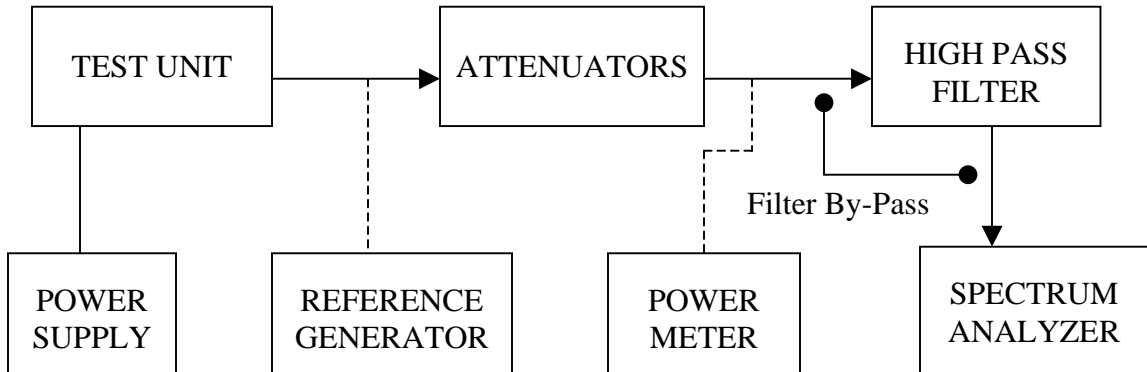 TEST UNIT
ATTENUATORS
HIGH PASS
FILTER
Filter By-Pass
POWER
SUPPLY
REFERENCE
GENERATOR
POWER
METER
SPECTRUM
ANALYZER